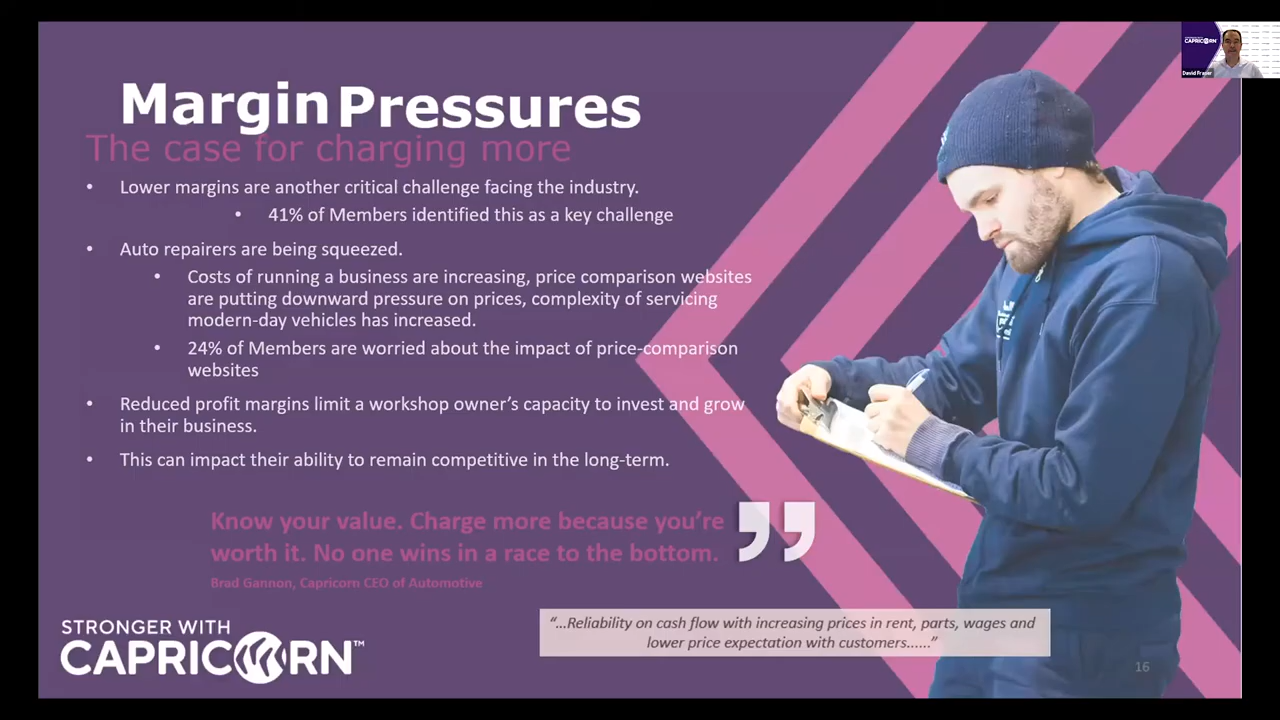 CAPRICORN
David Fraser
Margin Pressures
The case for charging more
• Lower margins are another critical challenge facing the industry.
• 41% of Members identified this as a key challenge
• Auto repairers are being squeezed.
• Costs of running a business are increasing, price comparison websites
are putting downward pressure on prices, complexity of servicing
modern-day vehicles has increased.
• 24% of Members are worried about the impact of price-comparison
websites
• Reduced profit margins limit a workshop owner’s capacity to invest and grow
in their business.
• This can impact their ability to remain competitive in the long-term.
Know your value. Charge more because you’re
worth it. No one wins in a race to the bottom. ”
Brad Gannon, Capricorn CEO of Automotive
STRONGER WITH
CAPRICORN™
“…Reliability on cash flow with increasing prices in rent, parts, wages and
lower price expectation with customers……”
16